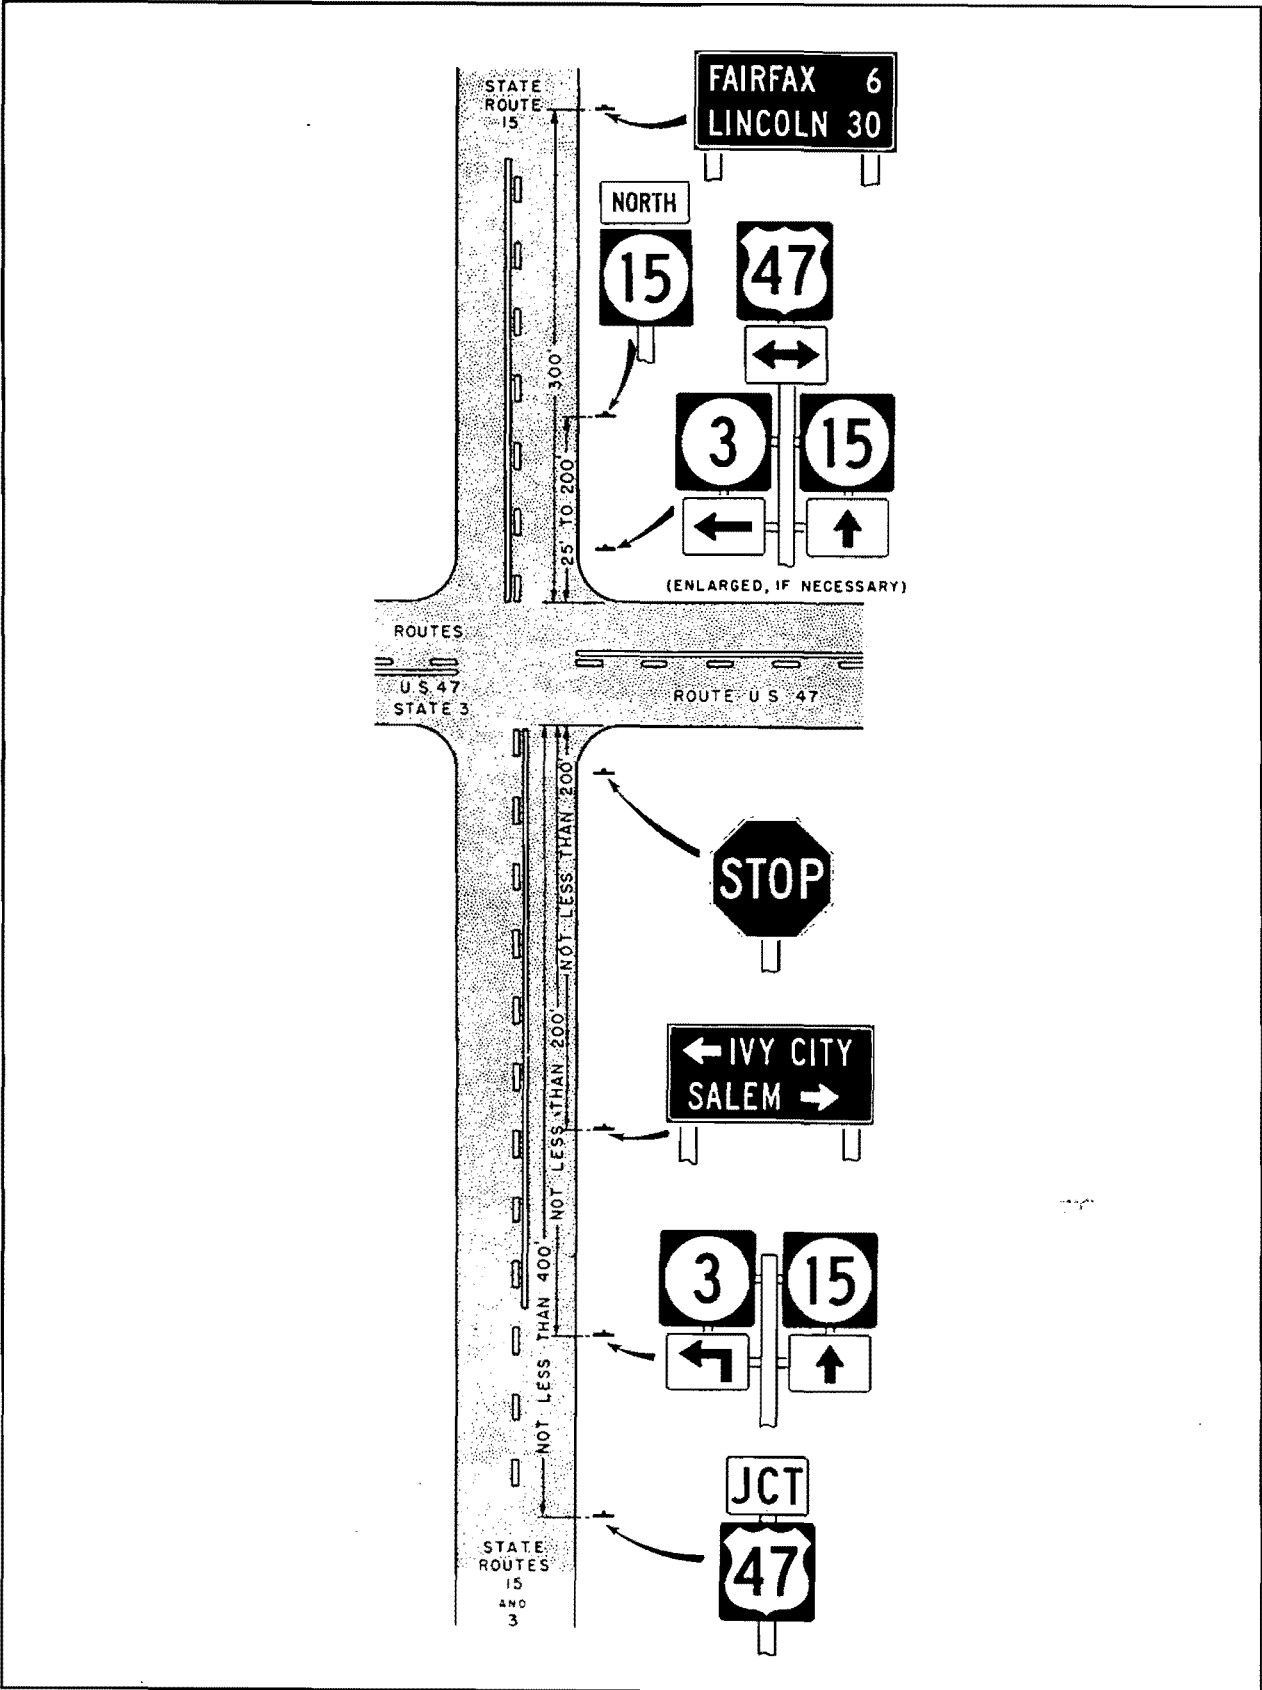 STATE
ROUTE
15
FAIRFAX 6
LINCOLN 30
NORTH
15
47
300'
3
15
25' TO 200'
(ENLARGED, IF NECESSARY)
ROUTES
U.S. 47
STATE 3
ROUTE U S 47
NOT LESS THAN 200'
STOP
NOT LESS THAN 200'
IVY CITY
SALEM
NOT LESS THAN 400'
3
15
JCT
47
STATE
ROUTES
15
AND
3